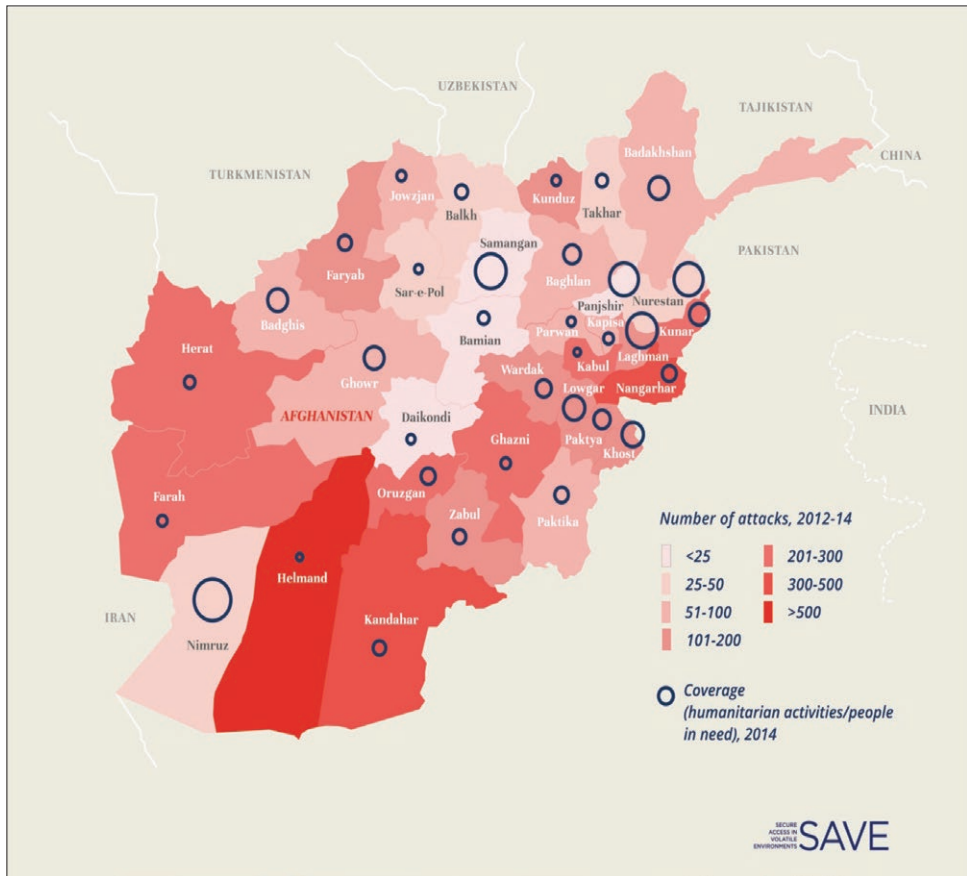 UZBEKISTAN
TAJIKISTAN
CHINA
TURKMENISTAN
Badakhshan
Jowzjan
Balkh
Kunduz
Takhar
PAKISTAN
Samangan
Faryab
Sar-e-Pol
Baghlan
Badghis
Panjshir
Nurestan
Herat
Bamian
Parwan
Kapisa
Kunar
Laghman
Ghowr
Wardak
Kabul
Nangarhar
Lowgar
AFGHANISTAN
Daikondi
INDIA
Ghazni
Paktya
Khost
Farah
Oruzgan
Zabul
Paktika
Helmand
Kandahar
IRAN
Nimruz
Number of attacks, 2012-14
<25
25-50
51-100
101-200
201-300
300-500
>500
Coverage
(humanitarian activities/people
in need), 2014
SECURE
ACCESS IN
VOLATILE
ENVIRONMENTS
SAVE